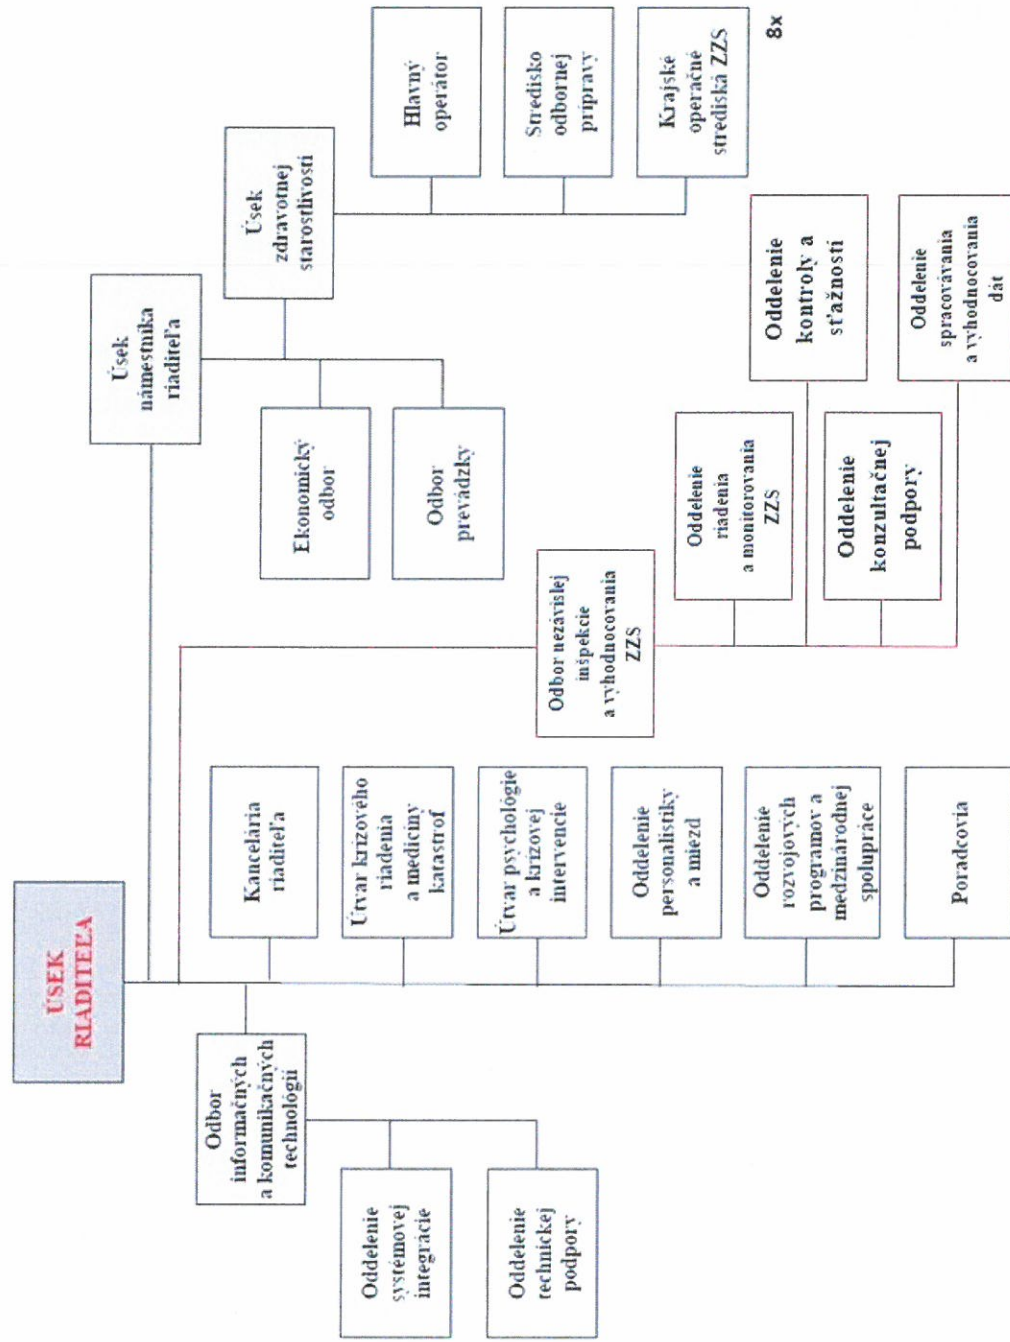 ÚSEK
RIADITEĽA
Odbor
informačných
a komunikačných
technológií
Oddelenie
systémovej
integrácie
Oddelenie
technickej
podpory
Kancelária
riaditeľa
Útvar krízového
riadenia
a medicíny
katastrof
Útvar psychológie
a krízovej
intervencie
Oddelenie
personalistiky
a miezd
Oddelenie
rozvojových
programov a
medzinárodnej
spolupráce
Poradcovia
Odbor nezávislej
inšpekcie
a vyhodnocovania
ZZS
Oddelenie
riadenia
a monitorovania
ZZS
Oddelenie
kontroly a
sťažností
Oddelenie
konzultačnej
podpory
Oddelenie
spracovávania
a vyhodnocovania
dát
Úsek
námestníka
riaditeľa
Ekonomický
odbor
Odbor
prevádzky
Úsek
zdravotnej
starostlivosti
Hlavný
operátor
Stredisko
odbornej
prípravy
Krajské
operačné
strediská ZZS
8x